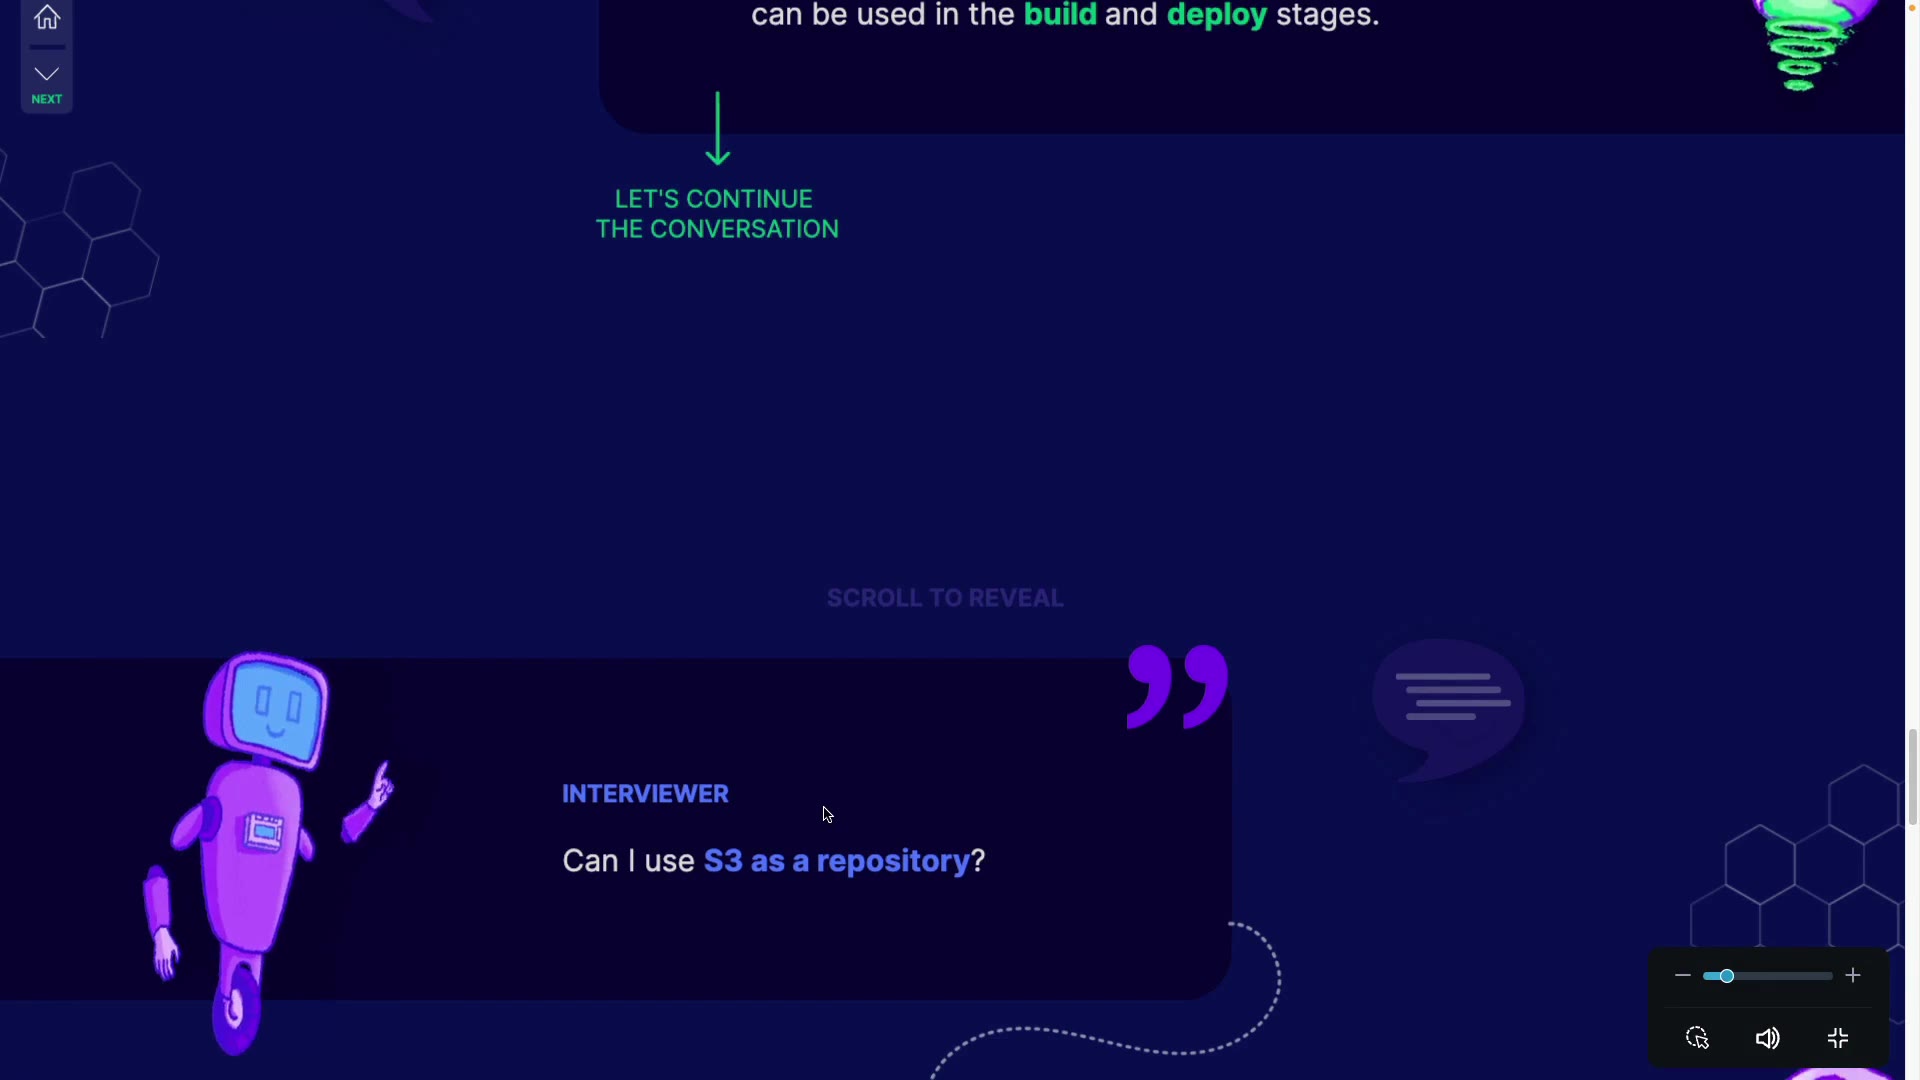 can be used in the build and deploy stages.
NEXT
LET'S CONTINUE
THE CONVERSATION
SCROLL TO REVEAL
INTERVIEWER
Can I use S3 as a repository?